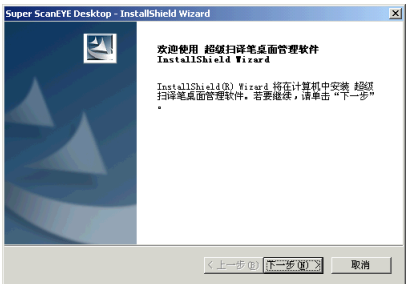 Super ScanEYE Desktop - InstallShield Wizard
欢迎使用 超级扫译笔桌面管理软件
InstallShield Wizard
InstallShield(R) Wizard 将在计算机中安装 超级
扫译笔桌面管理软件。若要继续，请单击“下一步”
。
< 上一步(B) 下一步(N) > 取消